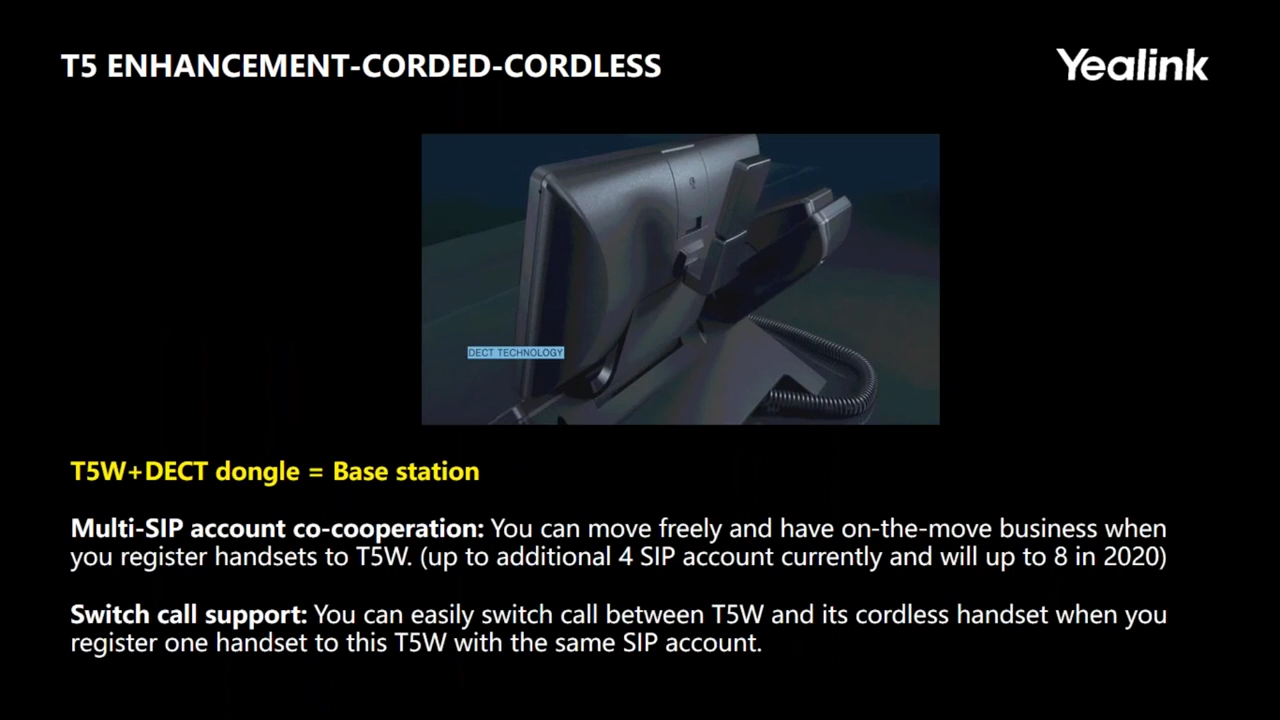 T5 ENHANCEMENT-CORDED-CORDLESS
Yealink
DECT TECHNOLOGY
T5W+DECT dongle = Base station
Multi-SIP account co-cooperation: You can move freely and have on-the-move business when
you register handsets to T5W. (up to additional 4 SIP account currently and will up to 8 in 2020)
Switch call support: You can easily switch call between T5W and its cordless handset when you
register one handset to this T5W with the same SIP account.